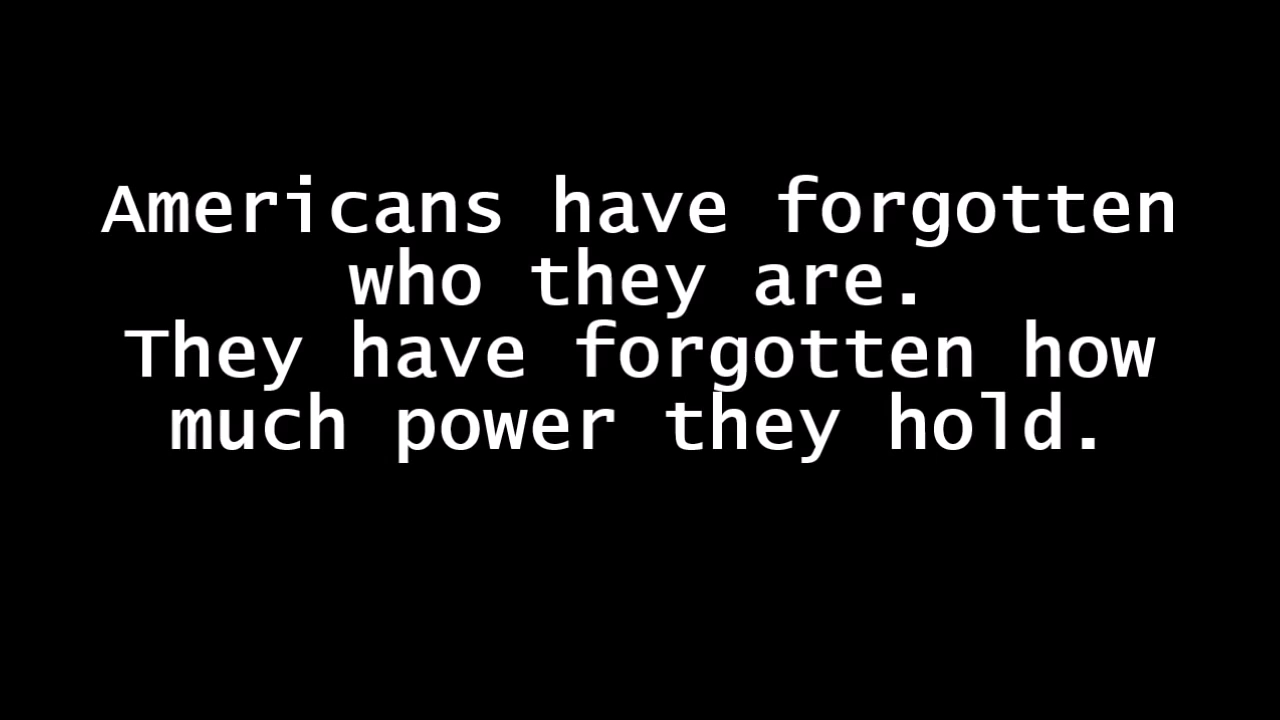 Americans have forgotten
who they are.
They have forgotten how
much power they hold.